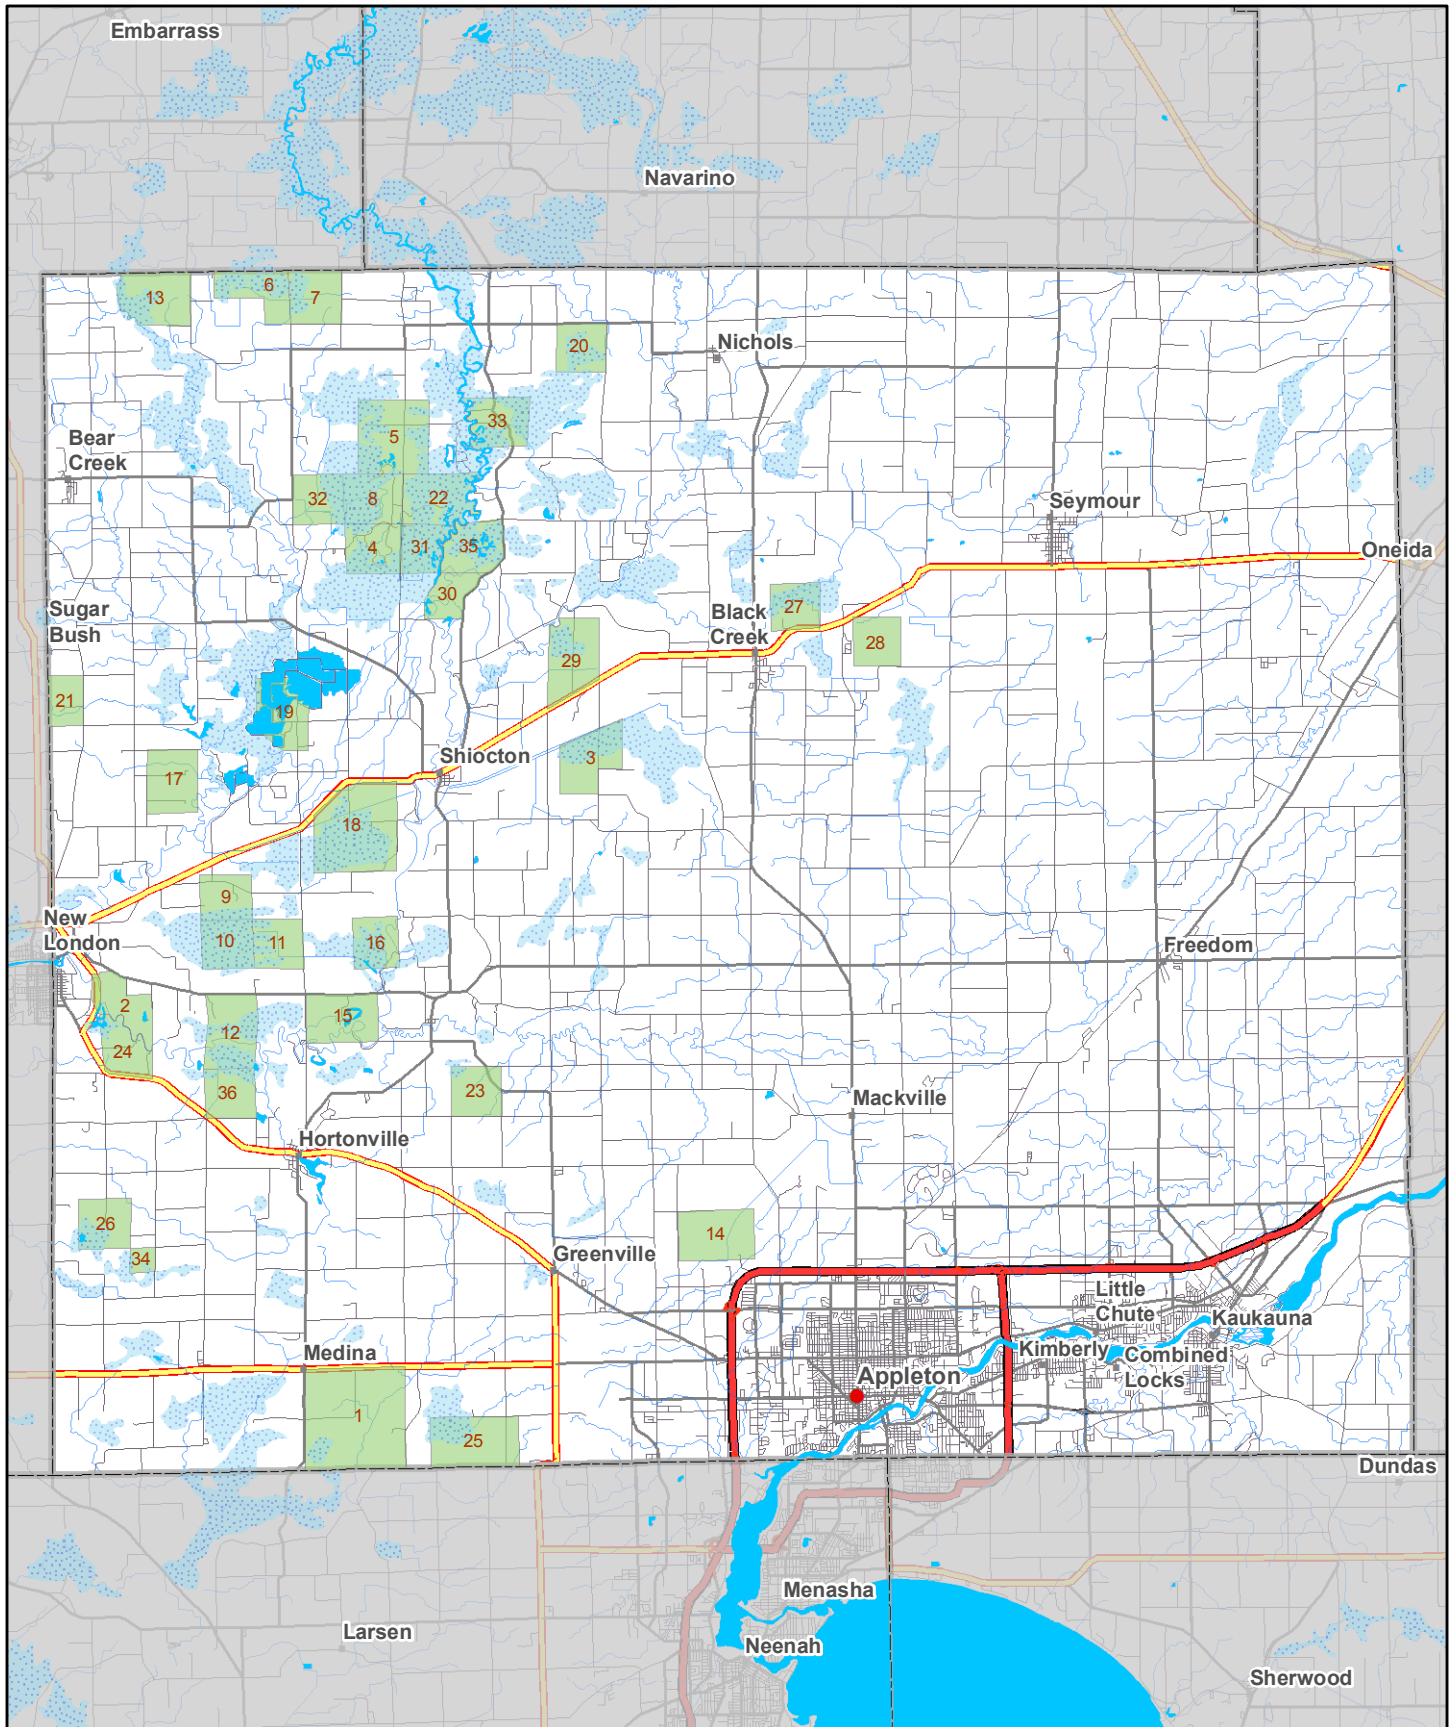 Embarrass
Navarino
13
6
7
20
Nichols
33
5
Bear
Creek
32
8
22
Seymour
4
31
35
Oneida
30
Sugar
Bush
27
Black
Creek
28
29
21
19
Shiocton
3
17
18
9
New
London
10
11
16
Freedom
2
15
12
24
36
23
Mackville
Hortonville
26
14
34
Greenville
Little
Chute
Kaukauna
Medina
Kimberly
Combined
Locks
Appleton
1
25
Dundas
Menasha
Larsen
Neenah
Sherwood